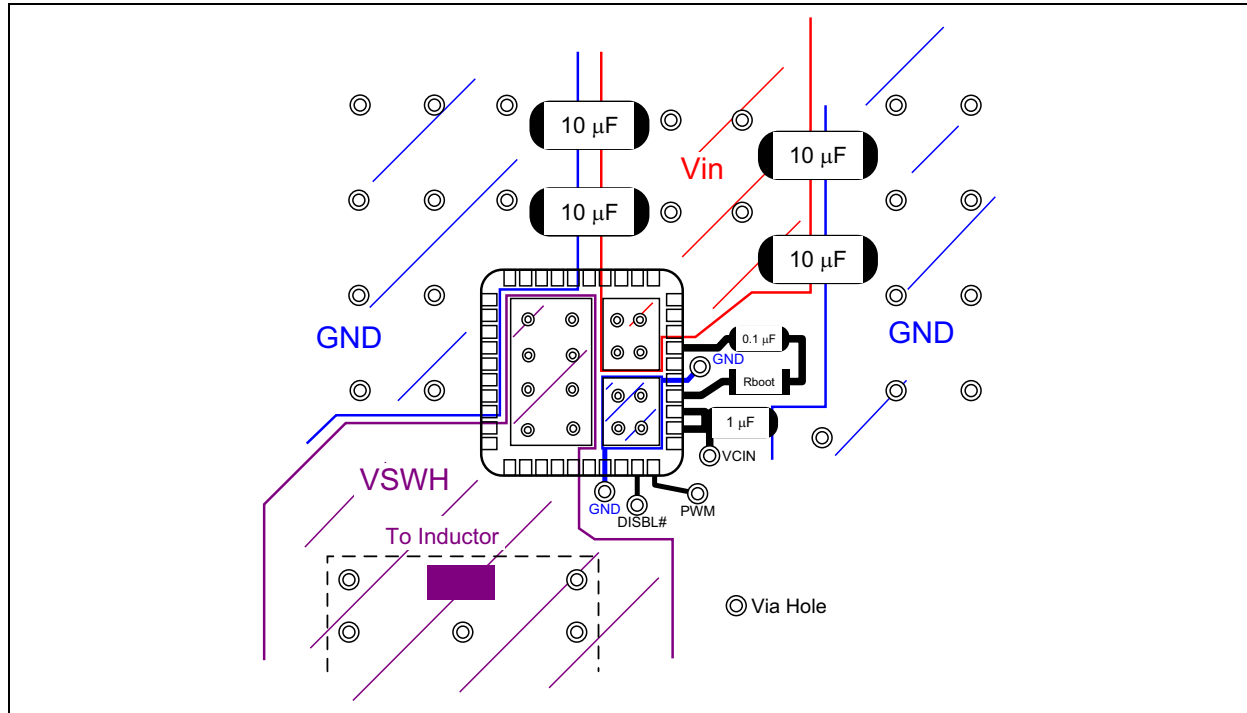 10 μF
10 μF
Vin
10 μF
10 μF
GND
GND
0.1 μF
GND
Rboot
1 μF
VCIN
VSWH
GND
DISBL#
PWM
To Inductor
Via Hole